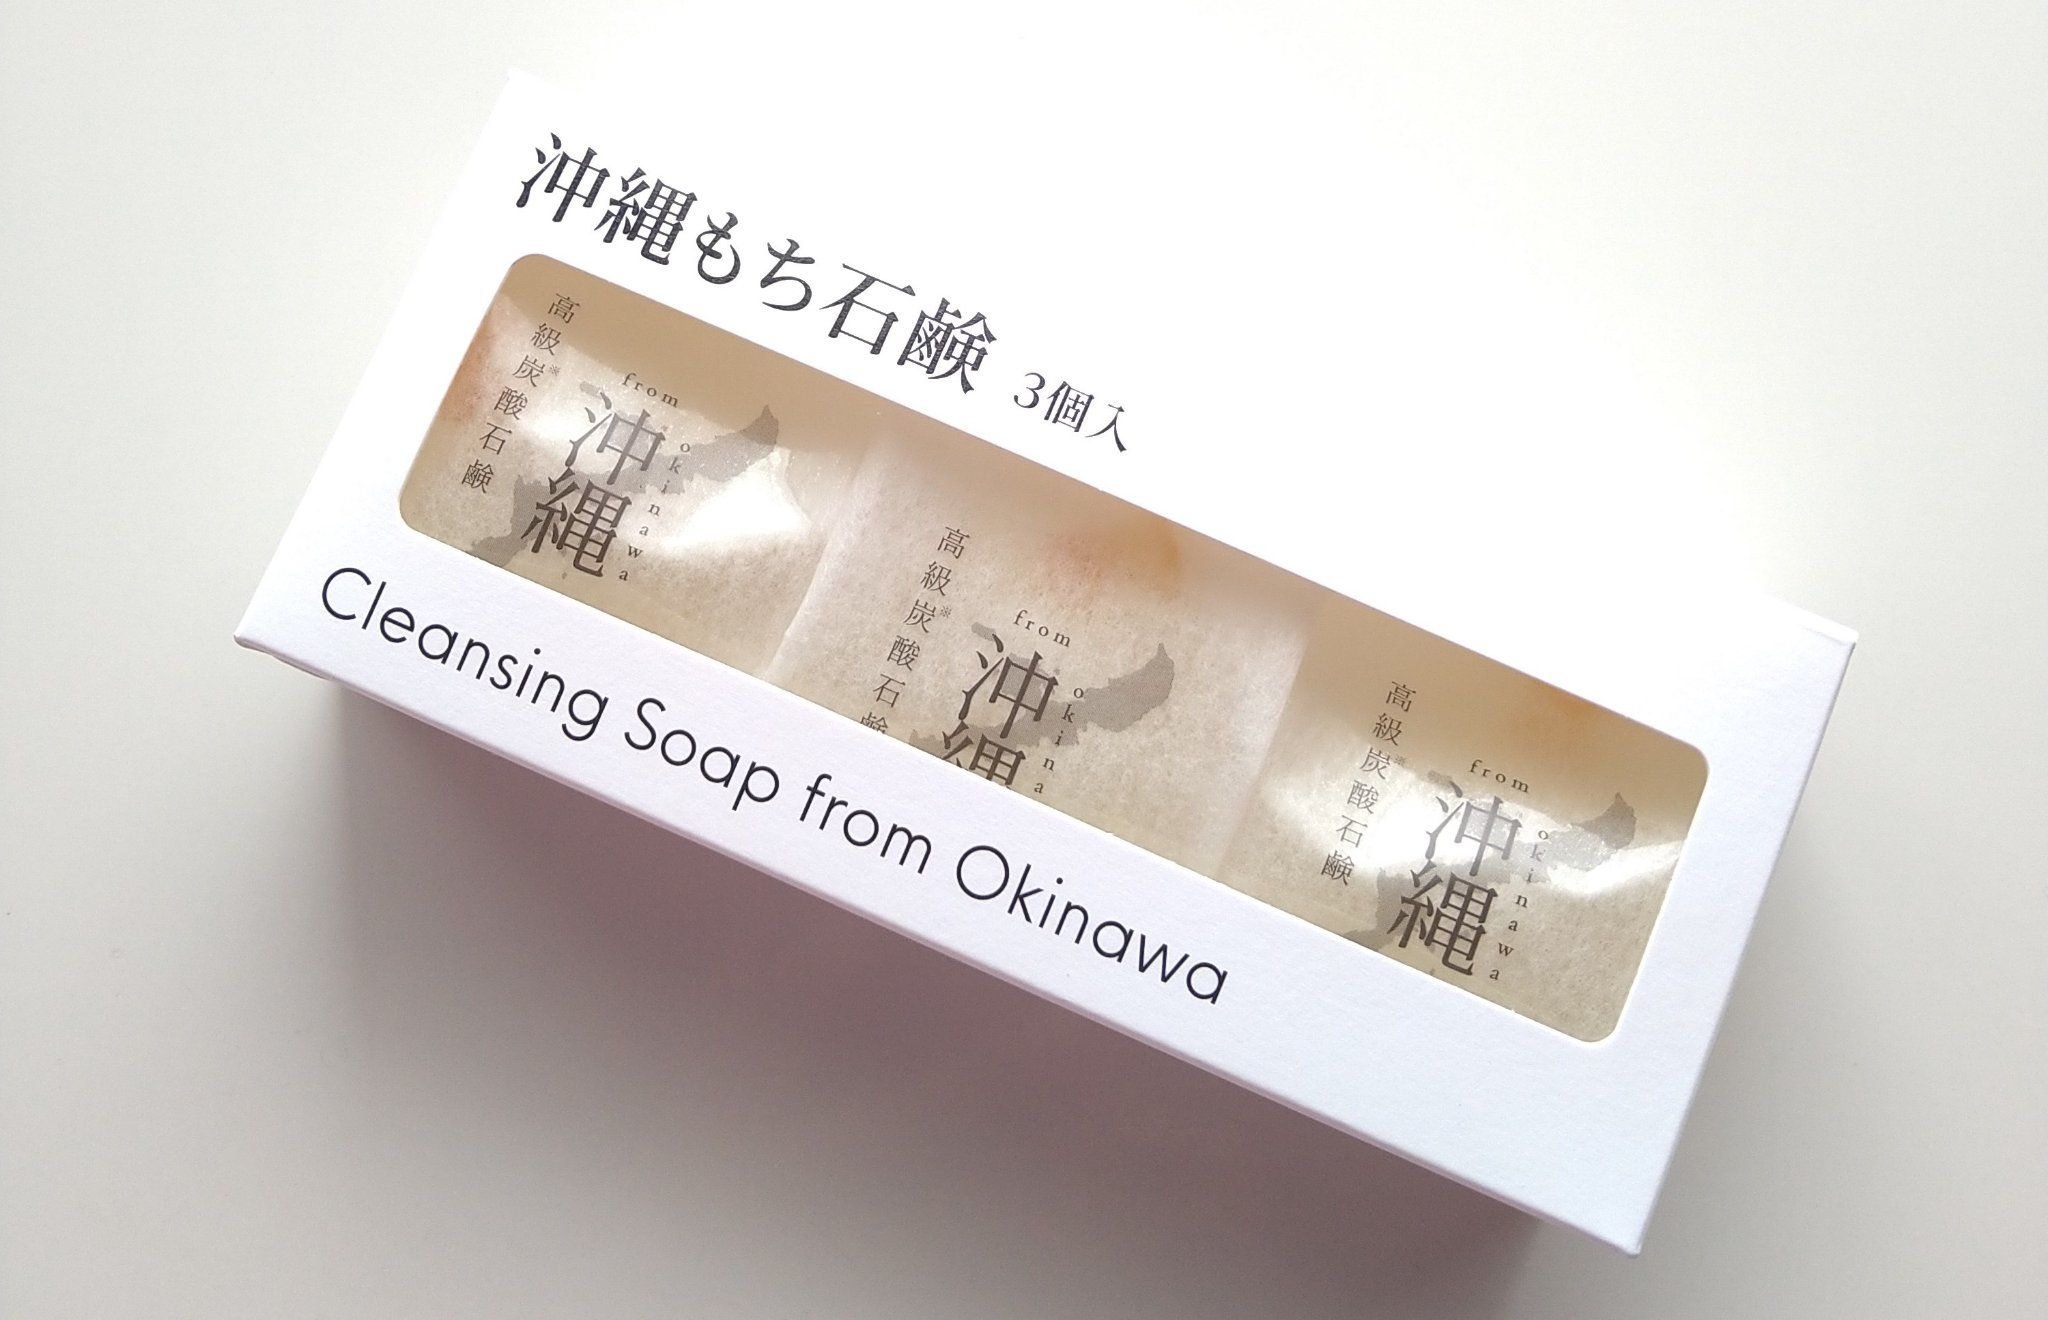 沖縄もち石鹸 3個入
高級炭※酸石鹸
from
沖縄
okinawa
高級炭※酸石鹸
from
沖縄
okina
高級炭※酸石鹸
from
沖縄
okinawa
Cleansing Soap from Okinawa